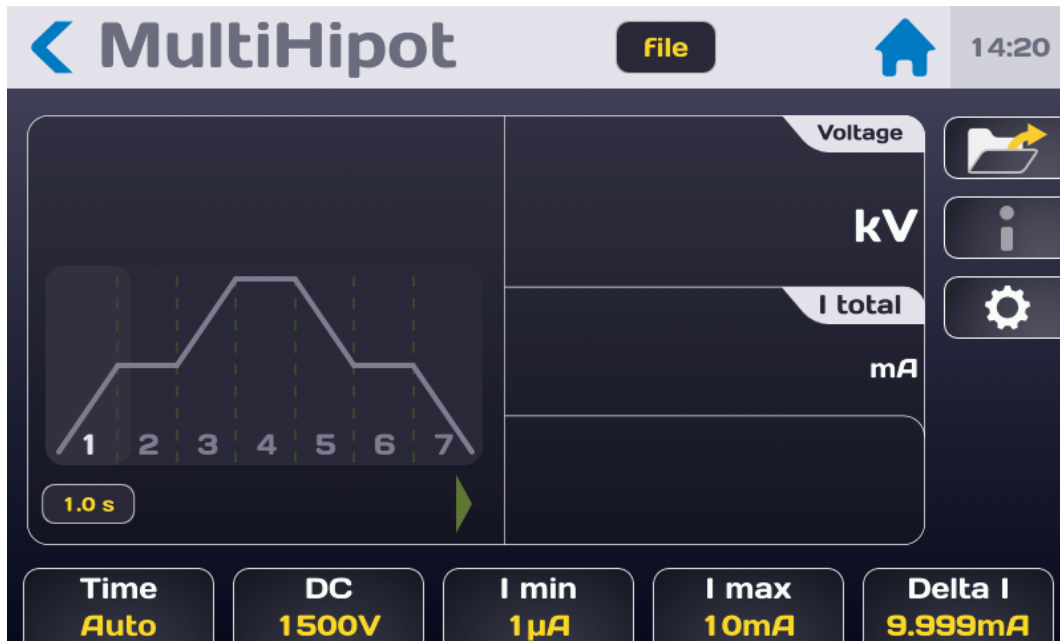 MultiHipot
File
14:20
Voltage
kV
I total
mA
1 2 3 4 5 6 7
1.0 s
Time
Auto
DC
1500V
I min
1µA
I max
10mA
Delta I
9.999mA